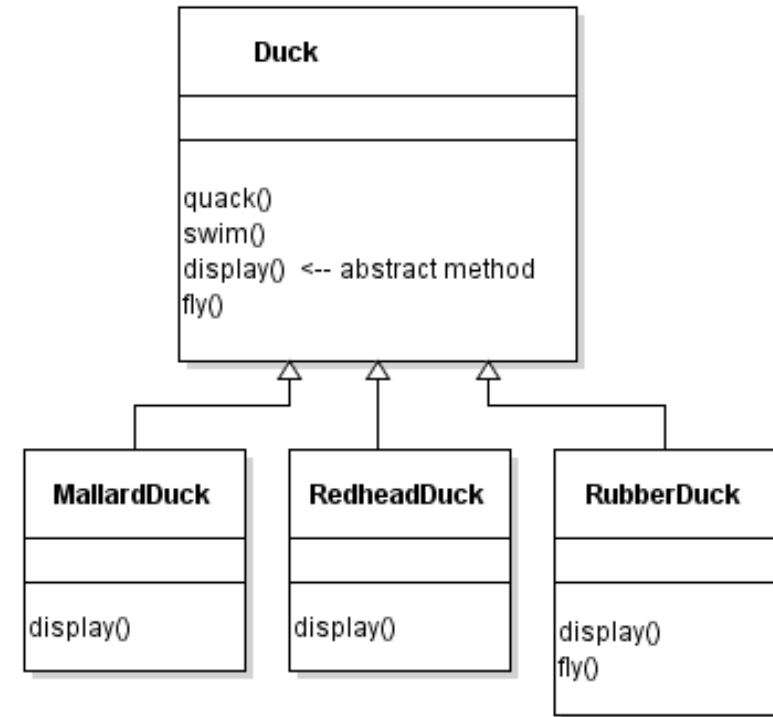 Duck
quack()
swim()
display() <-- abstract method
fly()
MallardDuck
display()
RedheadDuck
display()
RubberDuck
display()
fly()